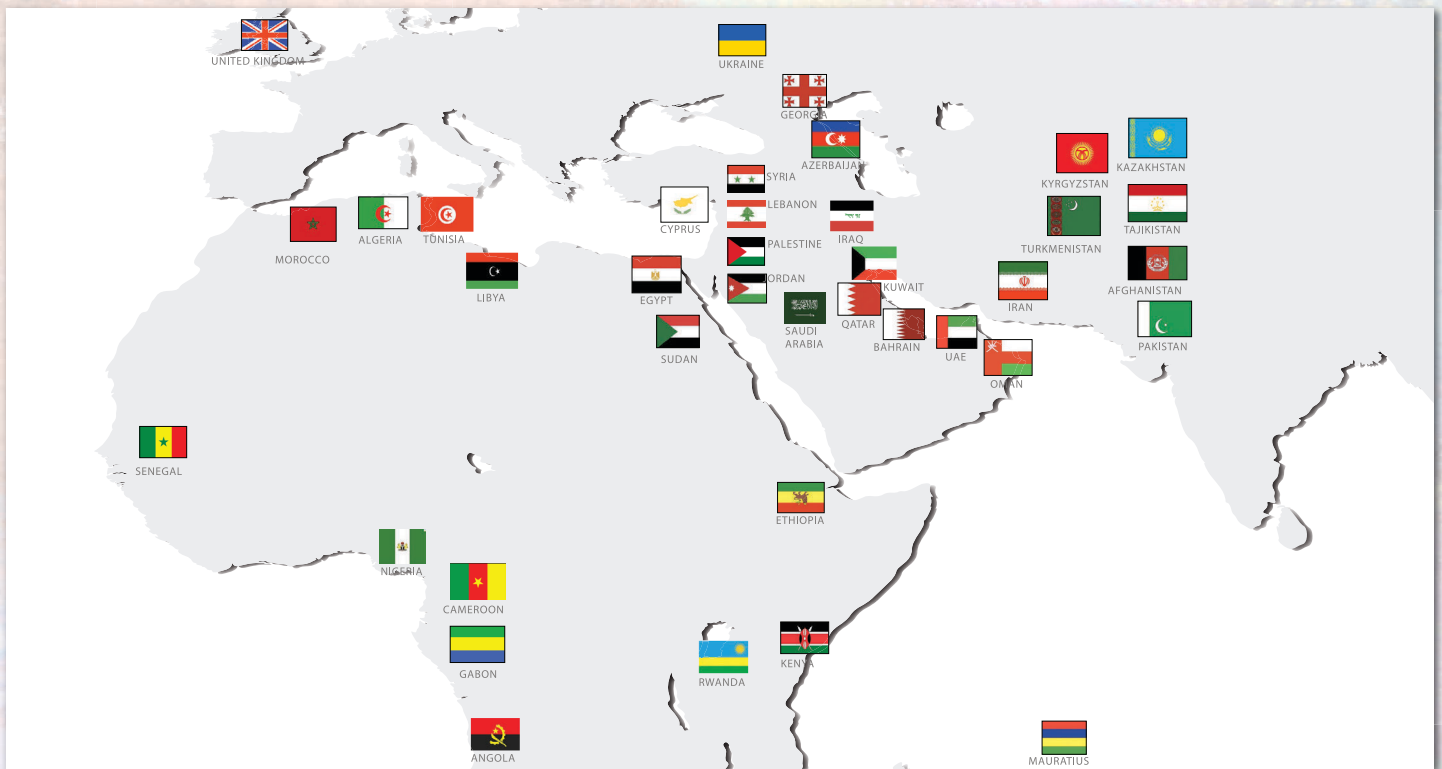 UNITED KINGDOM
UKRAINE
GEORGIA
AZERBAIJAN
KYRGYZSTAN
KAZAKHSTAN
SYRIA
LEBANON
PALESTINE
JORDAN
CYPRUS
IRAQ
TURKMENISTAN
TAJIKISTAN
MOROCCO
ALGERIA
TUNISIA
LIBYA
EGYPT
SUDAN
KUWAIT
SAUDI
ARABIA
QATAR
BAHRAIN
UAE
OMAN
IRAN
AFGHANISTAN
PAKISTAN
SENEGAL
ETHIOPIA
NIGERIA
CAMEROON
GABON
RWANDA
KENYA
ANGOLA
MAURATIUS